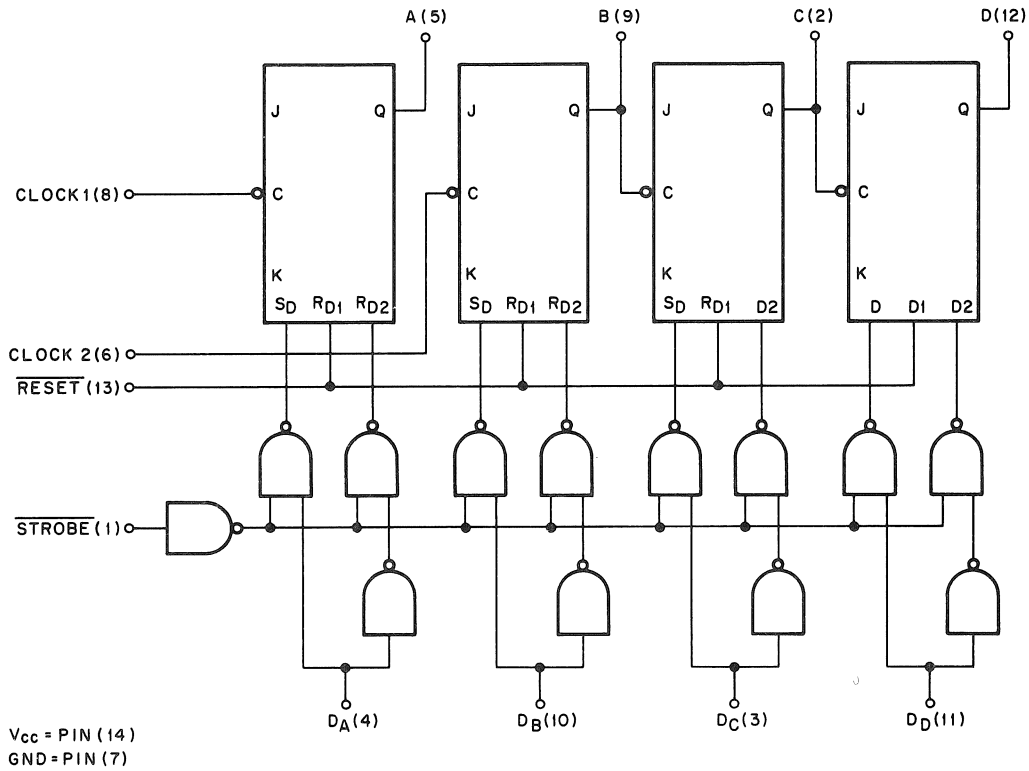 A(5) B(9) C(2) D(12)
J Q J Q J Q J Q
CLOCK1(8) C C C C
K K K K
SD RD1 RD2 SD RD1 RD2 SD RD1 D2 D D1 D2
CLOCK 2(6)
RESET (13)
STROBE (1)
DA(4) DB(10) DC(3) DD(11)
VCC = PIN (14)
GND = PIN (7)